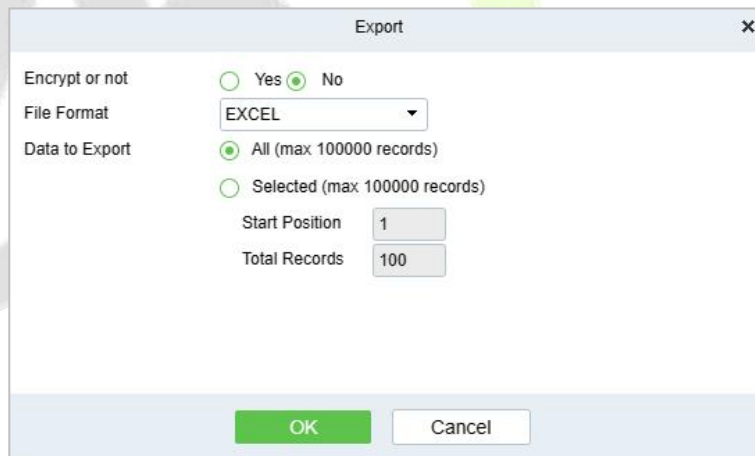 Export
Encrypt or not Yes No
File Format EXCEL
Data to Export All (max 100000 records)
Selected (max 100000 records)
Start Position 1
Total Records 100
OK Cancel